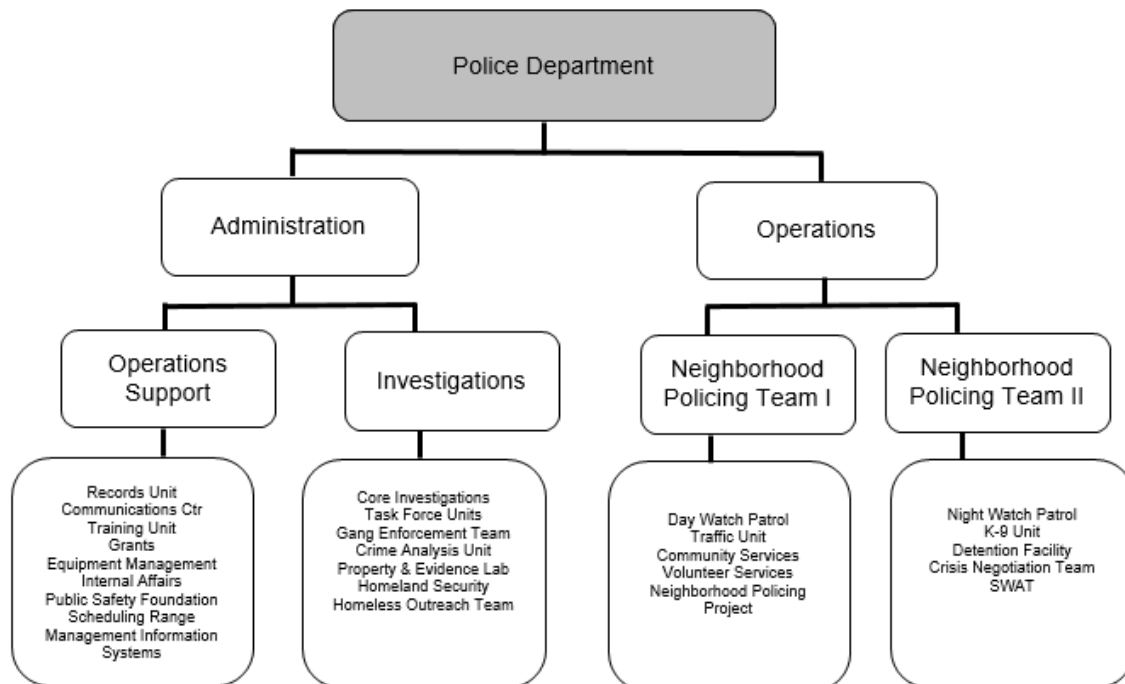 Police Department
Administration
Operations
Operations
Support
Investigations
Neighborhood
Policing Team I
Neighborhood
Policing Team II
Records Unit
Communications Ctr
Training Unit
Grants
Equipment Management
Internal Affairs
Public Safety Foundation
Scheduling Range
Management Information
Systems
Core Investigations
Task Force Units
Gang Enforcement Team
Crime Analysis Unit
Property & Evidence Lab
Homeland Security
Homeless Outreach Team
Day Watch Patrol
Traffic Unit
Community Services
Volunteer Services
Neighborhood Policing
Project
Night Watch Patrol
K-9 Unit
Detention Facility
Crisis Negotiation Team
SWAT